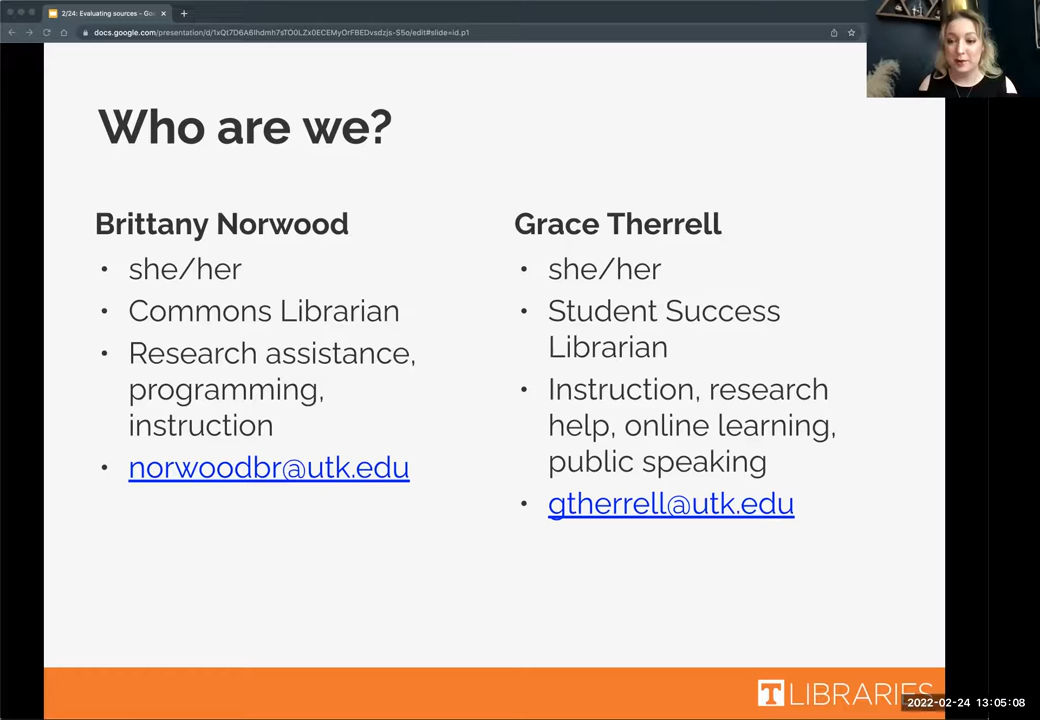 2/24: Evaluating sources - Goo
docs.google.com/presentation/d/1xQt7D6A6Ihdmh7sTO0LZx0ECEMyOrFBEDvsdzjs-S5o/edit#slide=id.p1
Who are we?
Brittany Norwood
• she/her
• Commons Librarian
• Research assistance,
programming,
instruction
• norwoodbr@utk.edu
Grace Therrell
• she/her
• Student Success
Librarian
• Instruction, research
help, online learning,
public speaking
• gtherrell@utk.edu
T LIBRARIES
2022-02-24 13:05:08